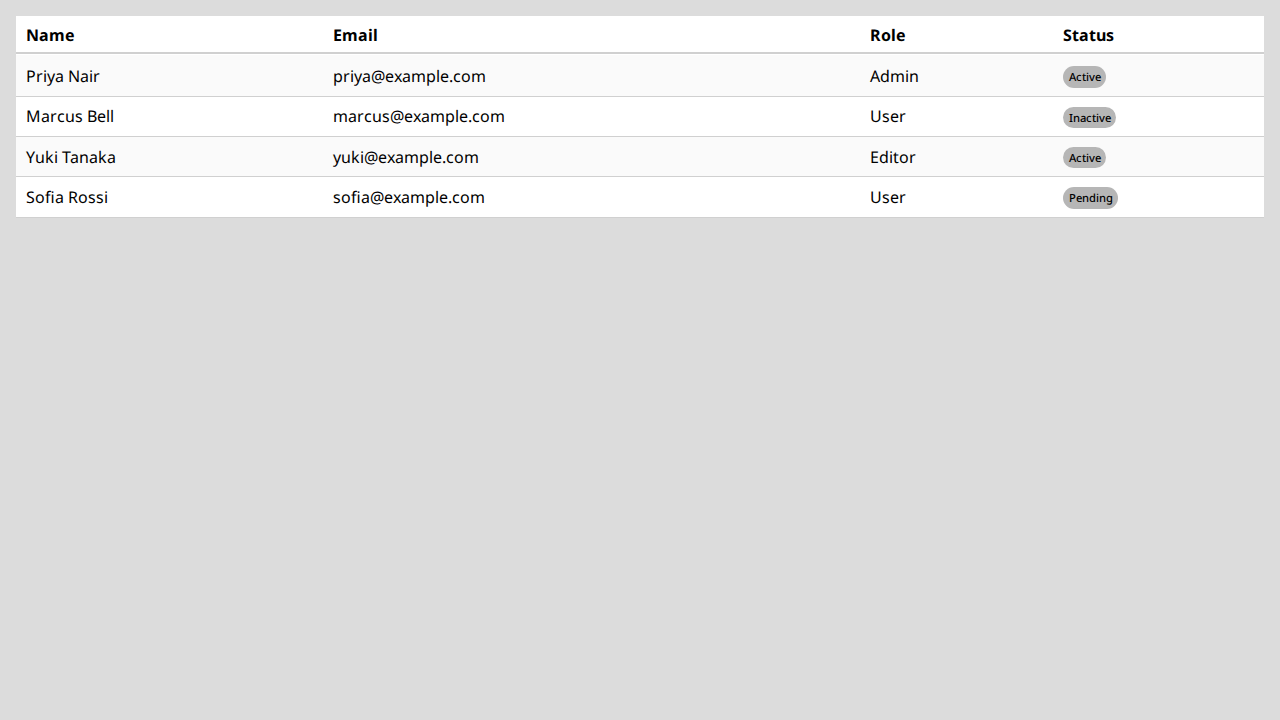 Name Email Role Status
Priya Nair priya@example.com Admin Active
Marcus Bell marcus@example.com User Inactive
Yuki Tanaka yuki@example.com Editor Active
Sofia Rossi sofia@example.com User Pending